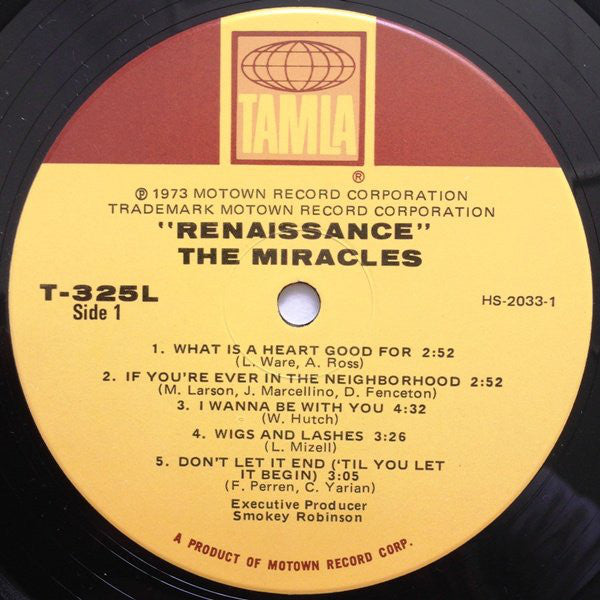 TAMLA
®
℗ 1973 MOTOWN RECORD CORPORATION
TRADEMARK MOTOWN RECORD CORPORATION
"RENAISSANCE"
THE MIRACLES
T-325L
Side 1
HS-2033-1
1. WHAT IS A HEART GOOD FOR 2:52
(L. Ware, A. Ross)
2. IF YOU'RE EVER IN THE NEIGHBORHOOD 2:52
(M. Larson, J. Marcellino, D. Fenceton)
3. I WANNA BE WITH YOU 4:32
(W. Hutch)
4. WIGS AND LASHES 3:26
(L. Mizell)
5. DON'T LET IT END ('TIL YOU LET
IT BEGIN) 3:05
(F. Perren, C. Yarian)
Executive Producer
Smokey Robinson
A PRODUCT OF MOTOWN RECORD CORP.